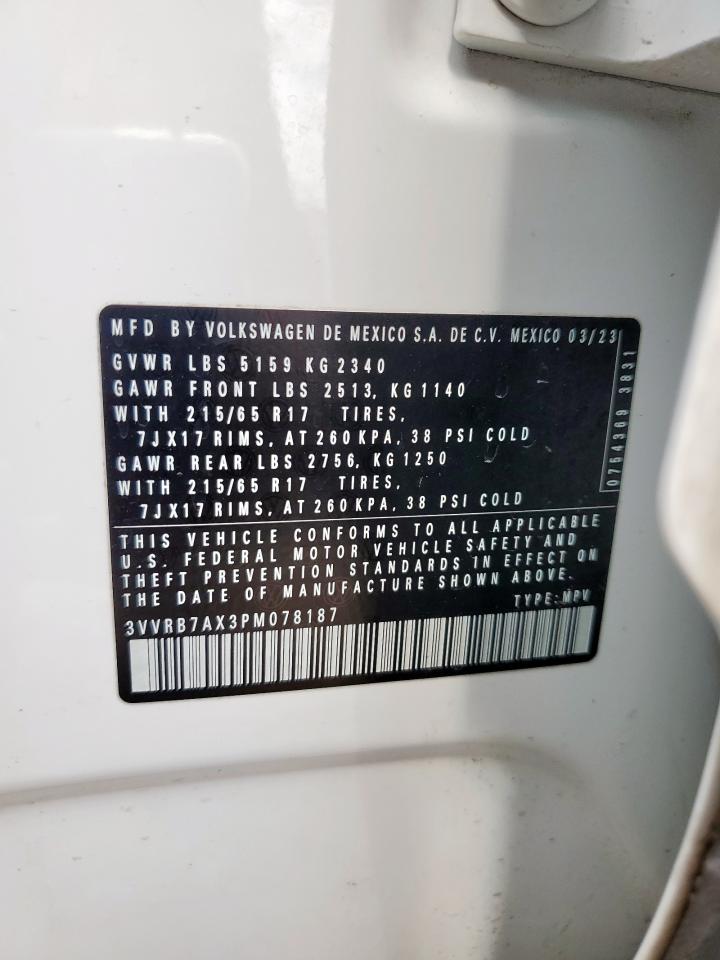 MFD BY VOLKSWAGEN DE MEXICO S.A. DE C.V. MEXICO 03/23
GVWR LBS 5159 KG 2340
GAWR FRONT LBS 2513, KG 1140
WITH 215/65 R17 TIRES,
7JX17 RIMS, AT 260 KPA, 38 PSI COLD
GAWR REAR LBS 2756, KG 1250
WITH 215/65 R17 TIRES,
7JX17 RIMS, AT 260 KPA, 38 PSI COLD
0754369 3831
THIS VEHICLE CONFORMS TO ALL APPLICABLE
U.S. FEDERAL MOTOR VEHICLE SAFETY AND
THEFT PREVENTION STANDARDS IN EFFECT ON
THE DATE OF MANUFACTURE SHOWN ABOVE.
TYPE: MPV
3VVRB7AX3PM078187